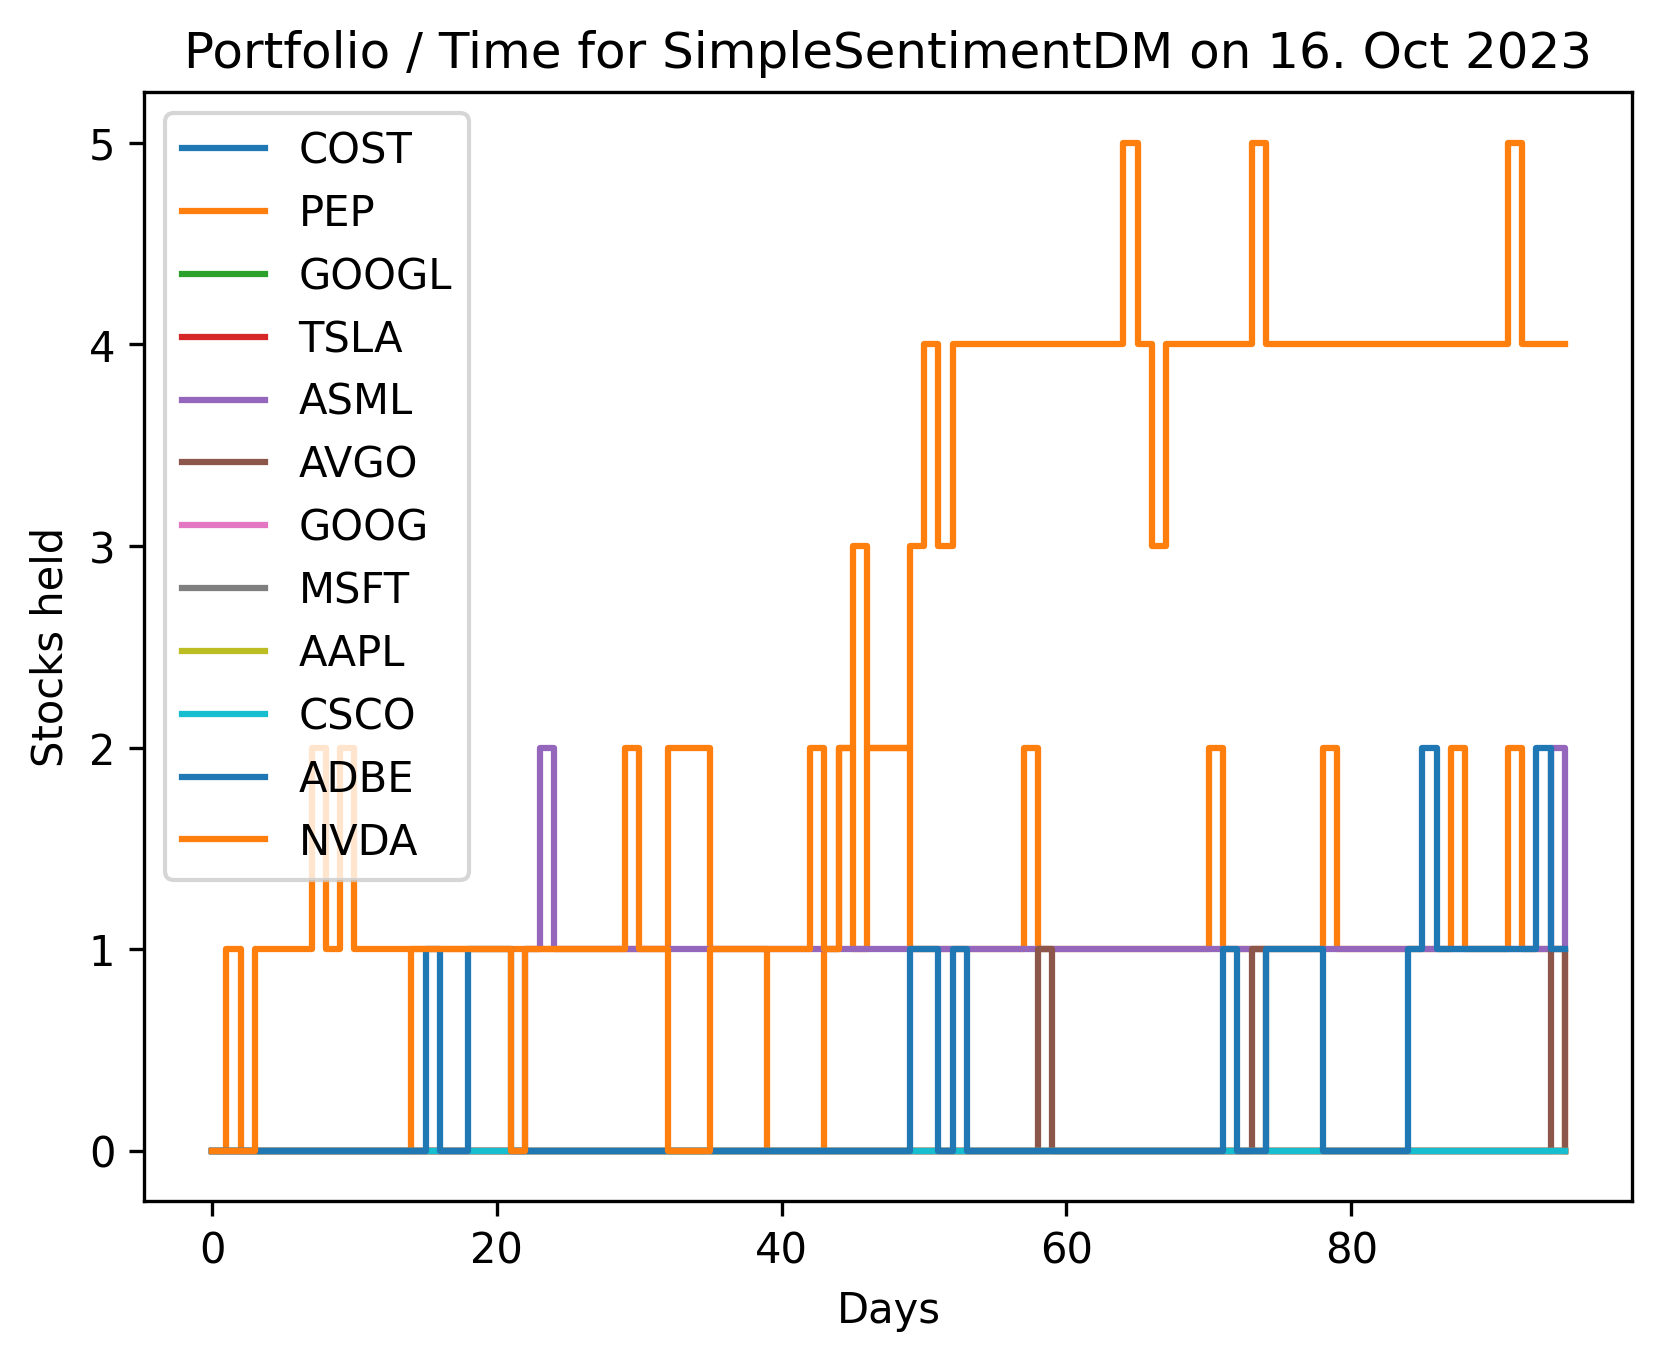 Portfolio / Time for SimpleSentimentDM on 16. Oct 2023
5
4
3
2
1
0
Stocks held
COST
PEP
GOOGL
TSLA
ASML
AVGO
GOOG
MSFT
AAPL
CSCO
ADBE
NVDA
0 20 40 60 80
Days